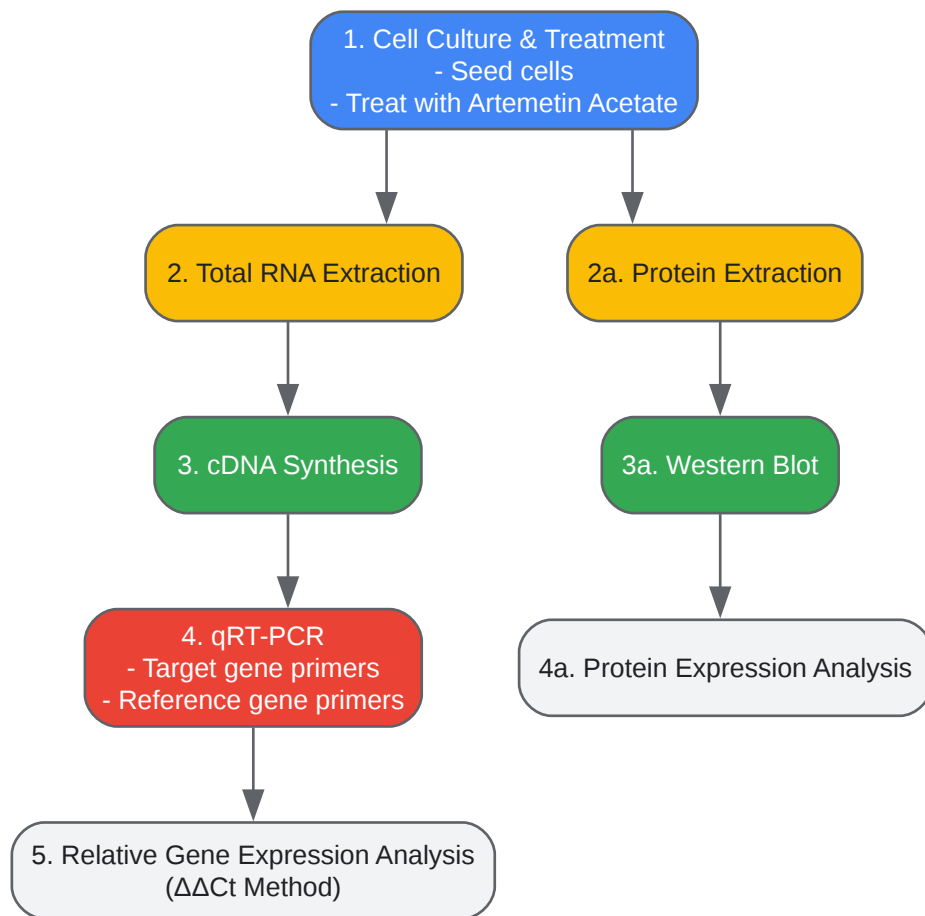 1. Cell Culture & Treatment
- Seed cells
- Treat with Artemetin Acetate
2. Total RNA Extraction
2a. Protein Extraction
3. cDNA Synthesis
3a. Western Blot
4. qRT-PCR
- Target gene primers
- Reference gene primers
4a. Protein Expression Analysis
5. Relative Gene Expression Analysis
(ΔΔCt Method)